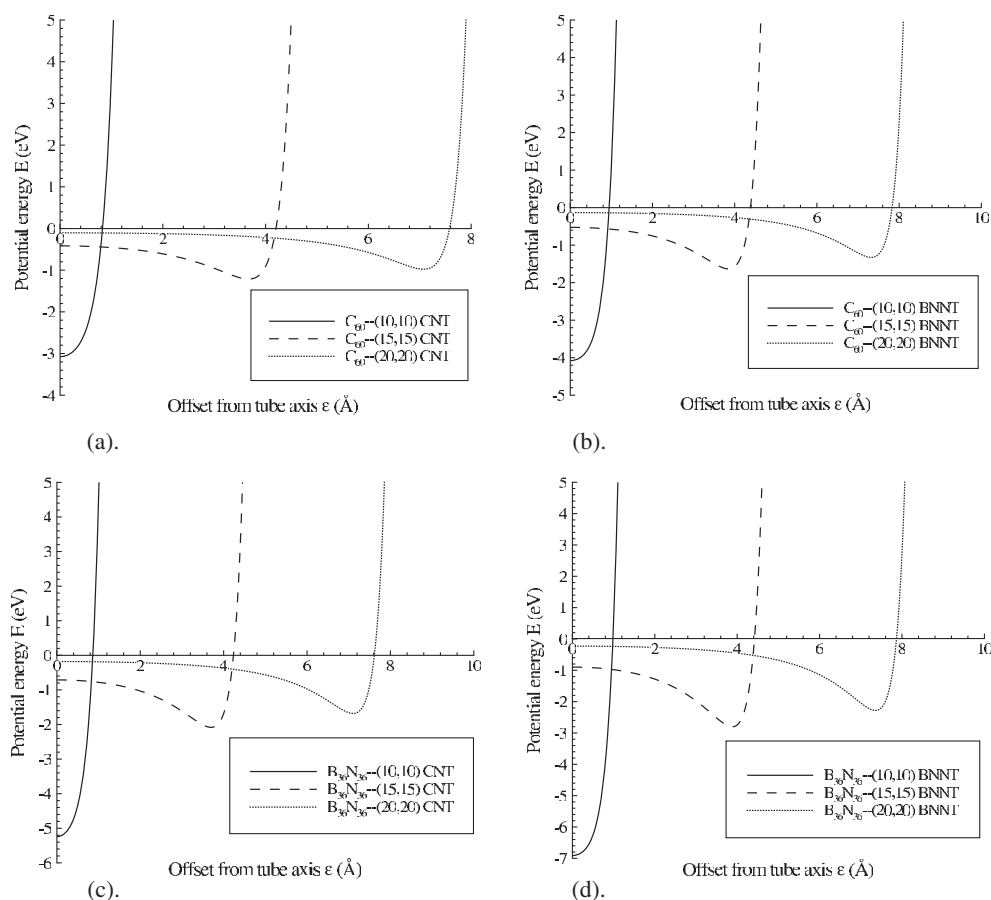 5
4
3
2
1
0
-1
-2
-3
-4
0 2 4 6 8
Potential energy E (eV)
C₆₀--(10,10) CNT
C₆₀--(15,15) CNT
C₆₀--(20,20) CNT
Offset from tube axis ε (Å)
(a).
5
4
3
2
1
0
-1
-2
-3
-4
-5
0 2 4 6 8 10
Potential energy E (eV)
C₆₀--(10,10) BNNT
C₆₀--(15,15) BNNT
C₆₀--(20,20) BNNT
Offset from tube axis ε (Å)
(b).
5
4
3
2
1
0
-1
-2
-3
-4
-5
-6
0 2 4 6 8 10
Potential energy E (eV)
B₃₆N₃₆--(10,10) CNT
B₃₆N₃₆--(15,15) CNT
B₃₆N₃₆--(20,20) CNT
Offset from tube axis ε (Å)
(c).
5
4
3
2
1
0
-1
-2
-3
-4
-5
-6
-7
0 2 4 6 8 10
Potential energy E (eV)
B₃₆N₃₆--(10,10) BNNT
B₃₆N₃₆--(15,15) BNNT
B₃₆N₃₆--(20,20) BNNT
Offset from tube axis ε (Å)
(d).